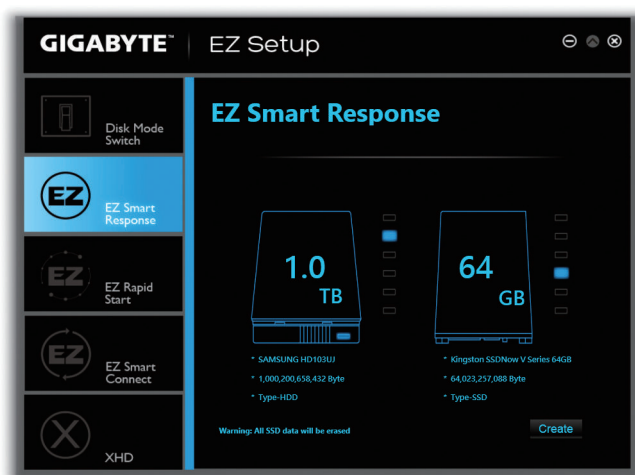 GIGABYTE™ EZ Setup
Disk Mode
Switch
EZ
EZ Smart
Response
EZ
EZ Rapid
Start
EZ
EZ Smart
Connect
X
XHD
EZ Smart Response
1.0
TB
64
GB
* SAMSUNG HD103UJ
* 1,000,200,658,432 Byte
* Type-HDD
* Kingston SSDNow V Series 64GB
* 64,023,257,088 Byte
* Type-SSD
Warning: All SSD data will be erased
Create